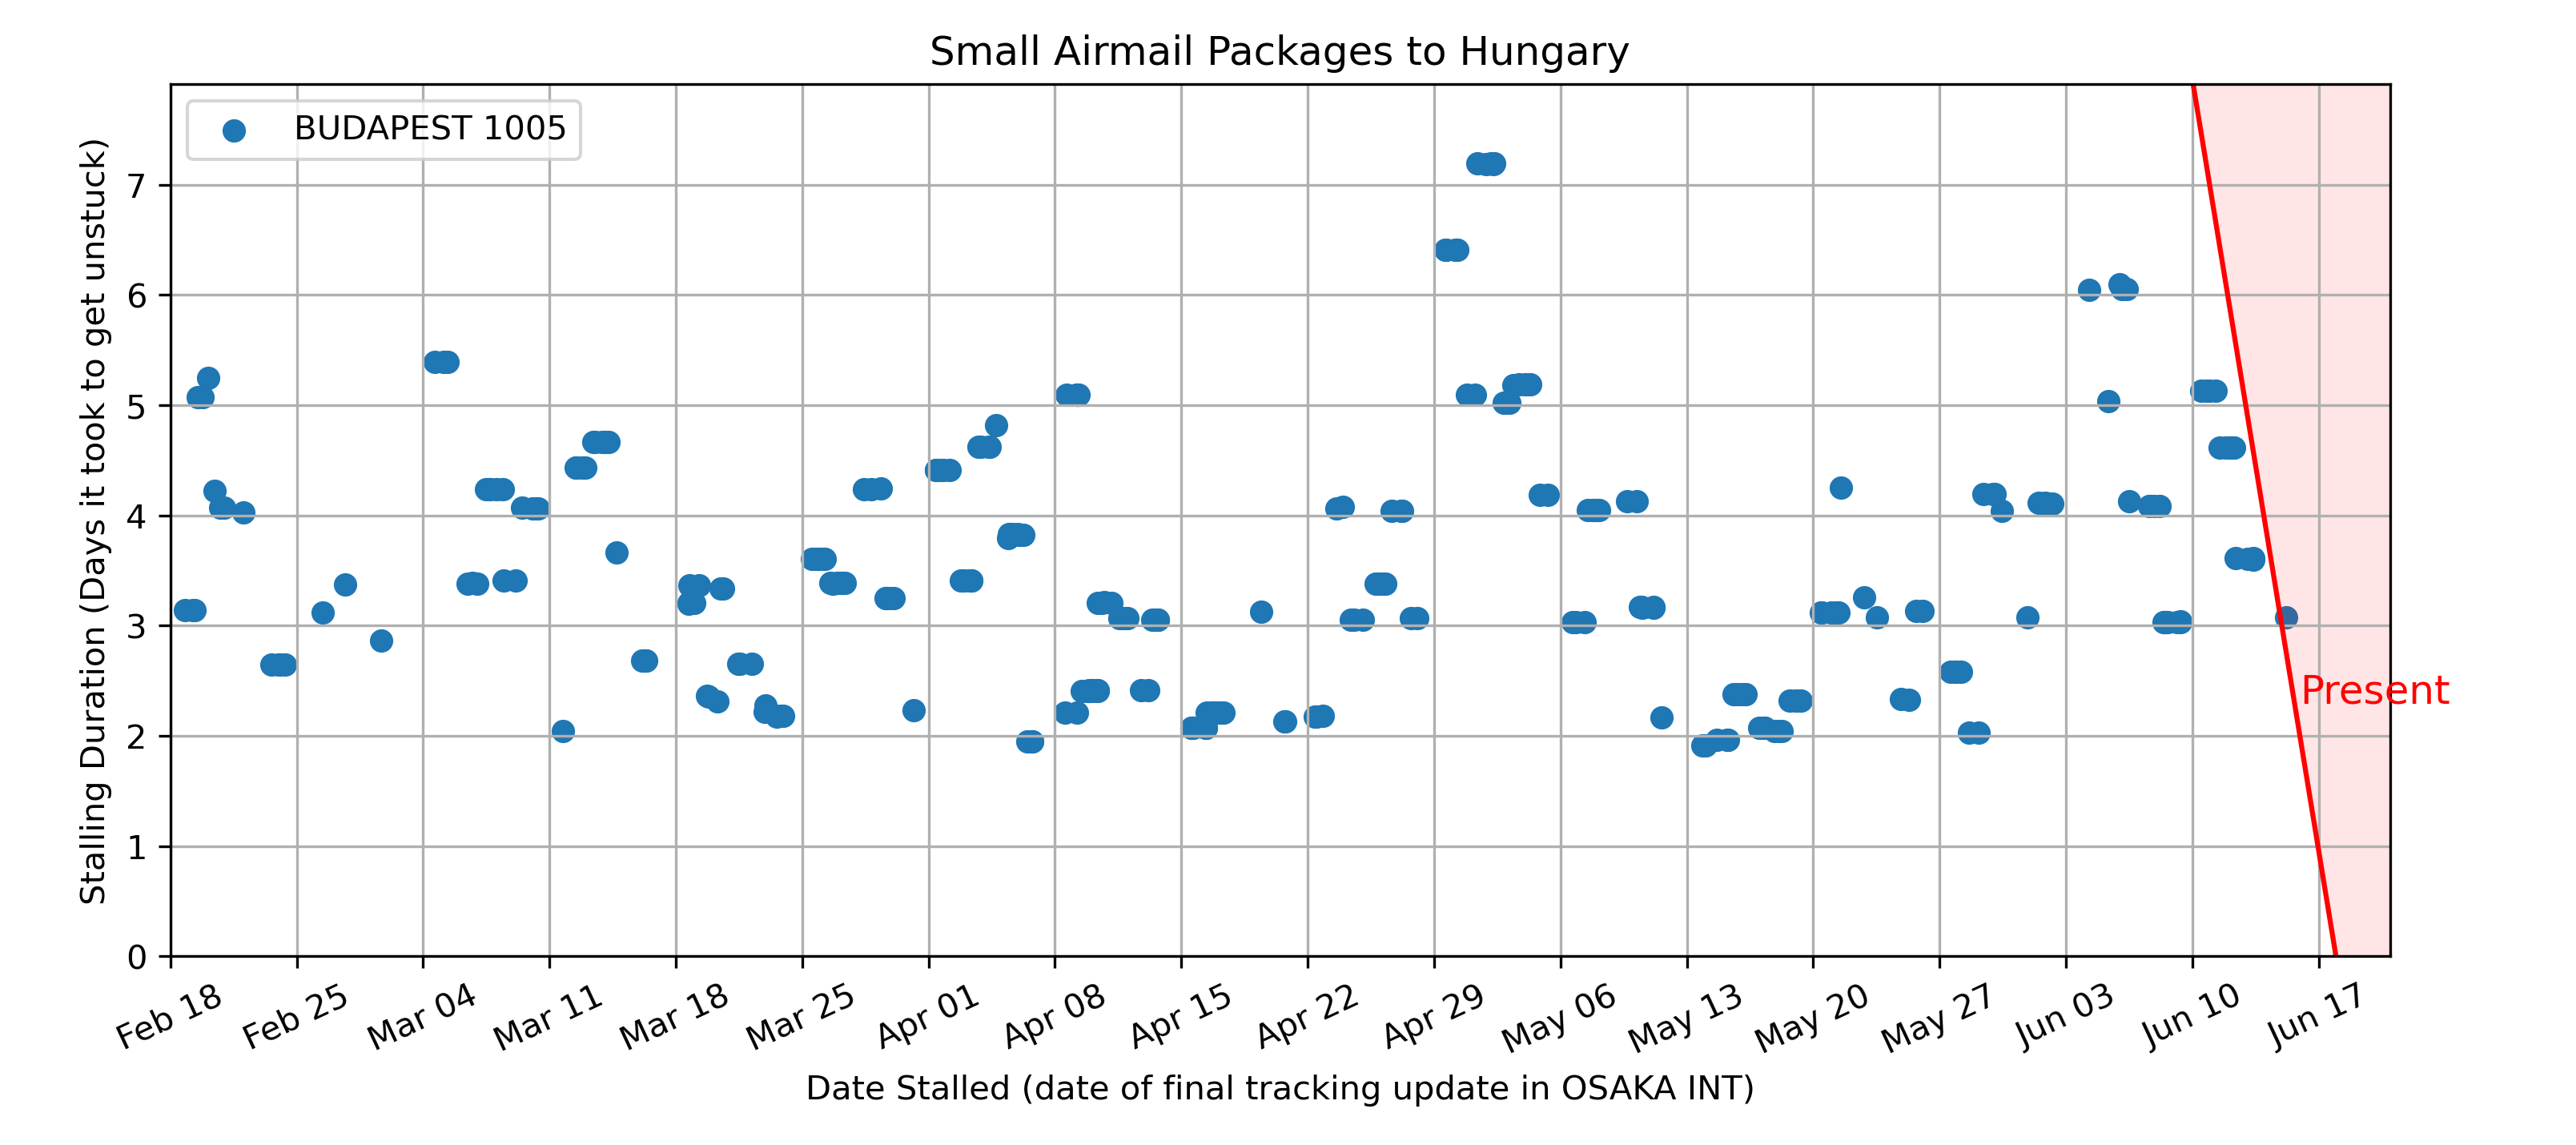 Small Airmail Packages to Hungary
BUDAPEST 1005
Stalling Duration (Days it took to get unstuck)
7
6
5
4
3
2
1
0
Present
Feb 18
Feb 25
Mar 04
Mar 11
Mar 18
Mar 25
Apr 01
Apr 08
Apr 15
Apr 22
Apr 29
May 06
May 13
May 20
May 27
Jun 03
Jun 10
Jun 17
Date Stalled (date of final tracking update in OSAKA INT)